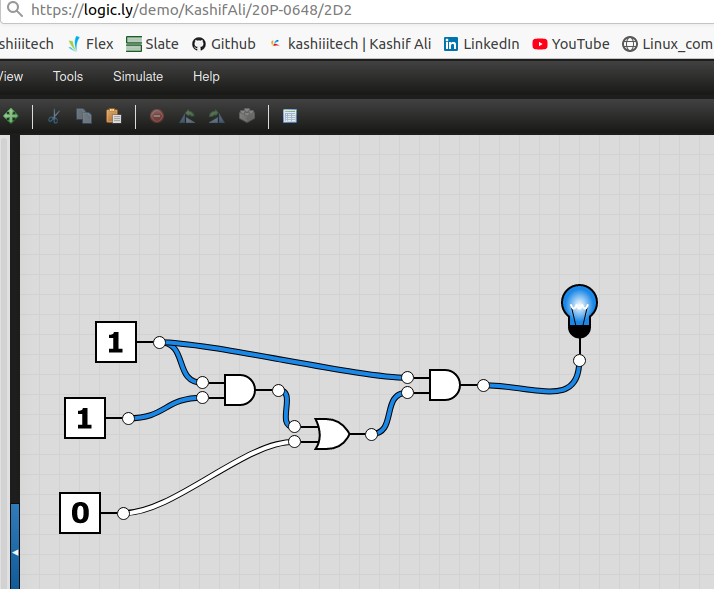 https://logic.ly/demo/KashifAli/20P-0648/2D2
shiiitech Flex Slate Github kashiiitech | Kashif Ali LinkedIn YouTube Linux_com
View Tools Simulate Help
1
1
0